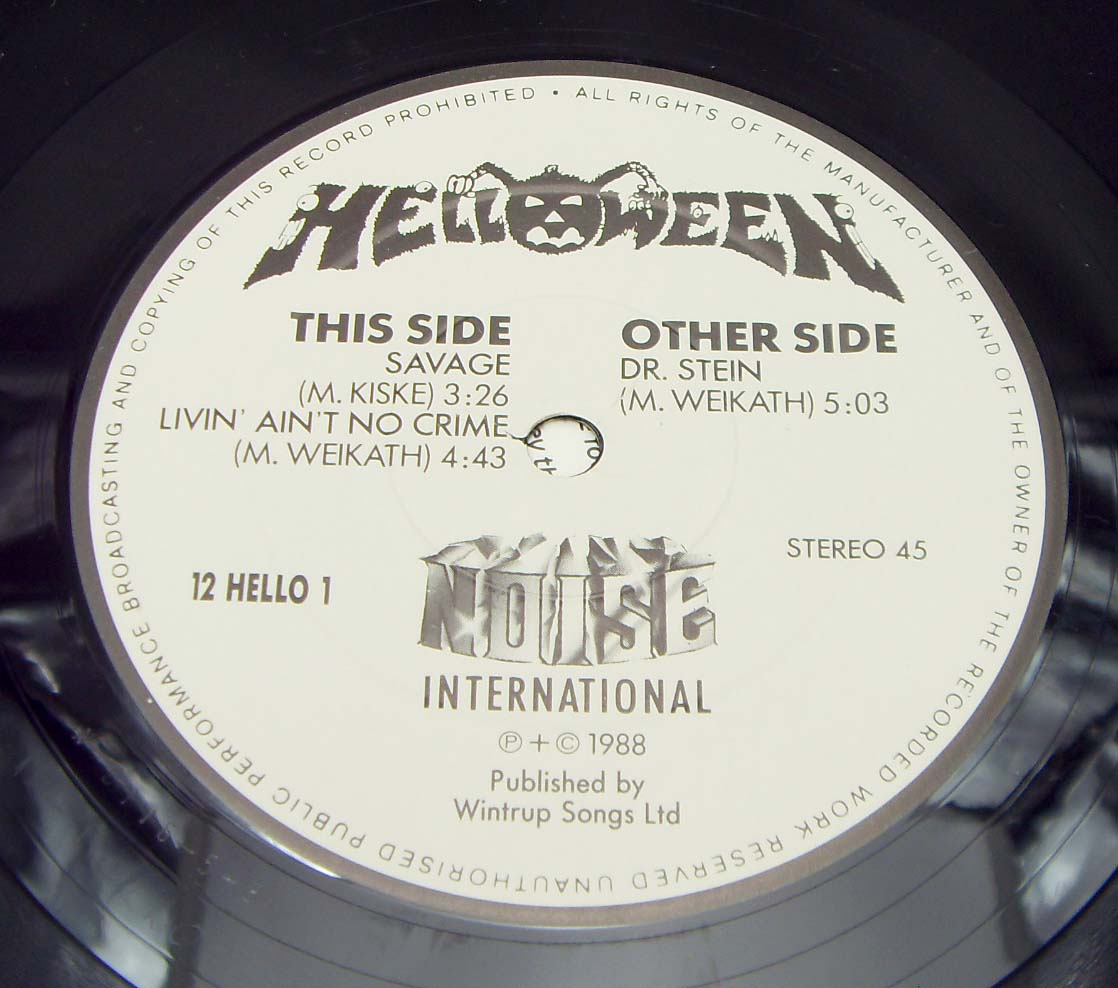 HELLOWEEN
THIS SIDE
SAVAGE
(M. KISKE) 3:26
LIVIN' AIN'T NO CRIME
(M. WEIKATH) 4:43
OTHER SIDE
DR. STEIN
(M. WEIKATH) 5:03
STEREO 45
12 HELLO 1
NOISE
INTERNATIONAL
℗ + © 1988
Published by
Wintrup Songs Ltd
• ALL RIGHTS OF THE MANUFACTURER AND OF THE OWNER OF THE RECORDED WORK RESERVED UNAUTHORISED PUBLIC PERFORMANCE BROADCASTING AND COPYING OF THIS RECORD PROHIBITED